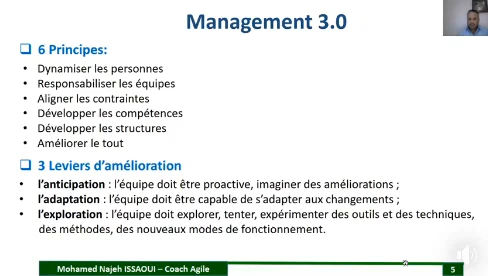 Management 3.0
6 Principes:
• Dynamiser les personnes
• Responsabiliser les équipes
• Aligner les contraintes
• Développer les compétences
• Développer les structures
• Améliorer le tout
3 Leviers d’amélioration
• l’anticipation : l’équipe doit être proactive, imaginer des améliorations ;
• l’adaptation : l’équipe doit être capable de s’adapter aux changements ;
• l’exploration : l’équipe doit explorer, tenter, expérimenter des outils et des techniques,
des méthodes, des nouveaux modes de fonctionnement.
Mohamed Najeh ISSAOUI – Coach Agile
5